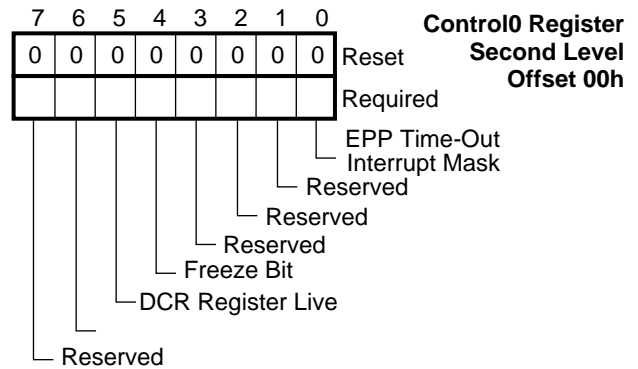 7 6 5 4 3 2 1 0
Control0 Register
Second Level
Offset 00h
0 0 0 0 0 0 0 0 Reset
Required
EPP Time-Out
Interrupt Mask
Reserved
Reserved
Reserved
Freeze Bit
DCR Register Live
Reserved